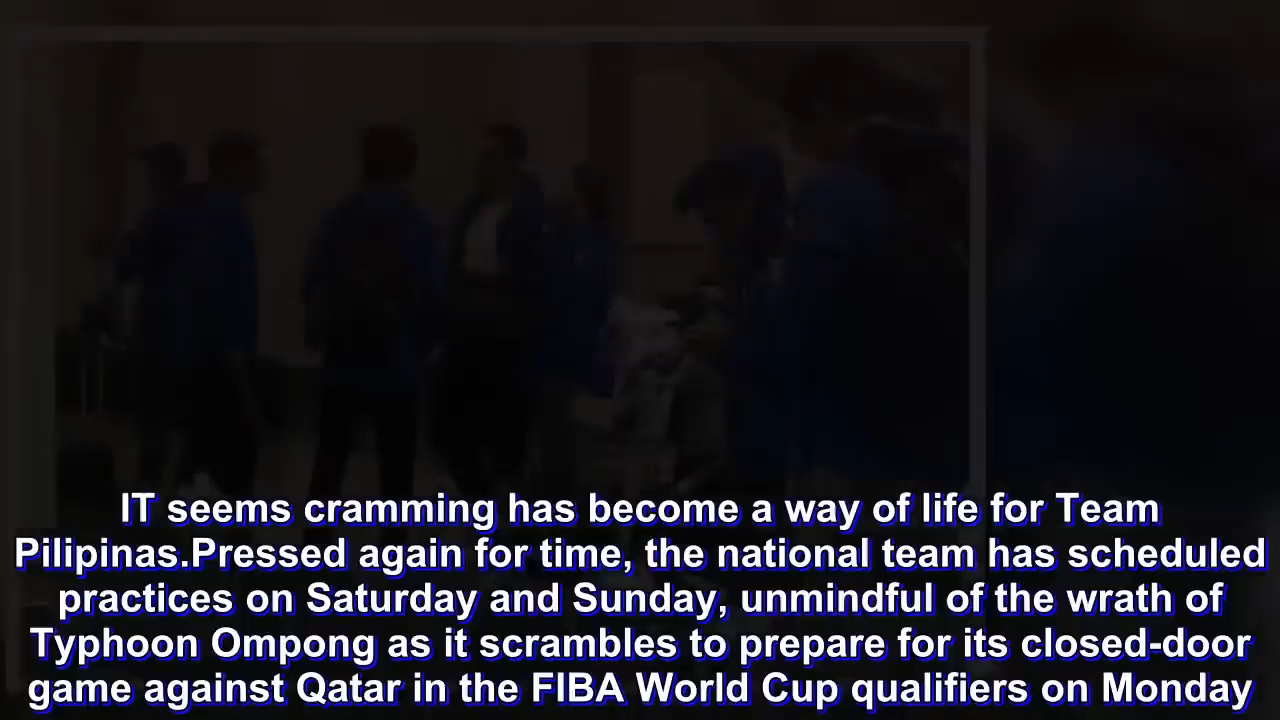 IT seems cramming has become a way of life for Team
Pilipinas.Pressed again for time, the national team has scheduled
practices on Saturday and Sunday, unmindful of the wrath of
Typhoon Ompong as it scrambles to prepare for its closed-door
game against Qatar in the FIBA World Cup qualifiers on Monday